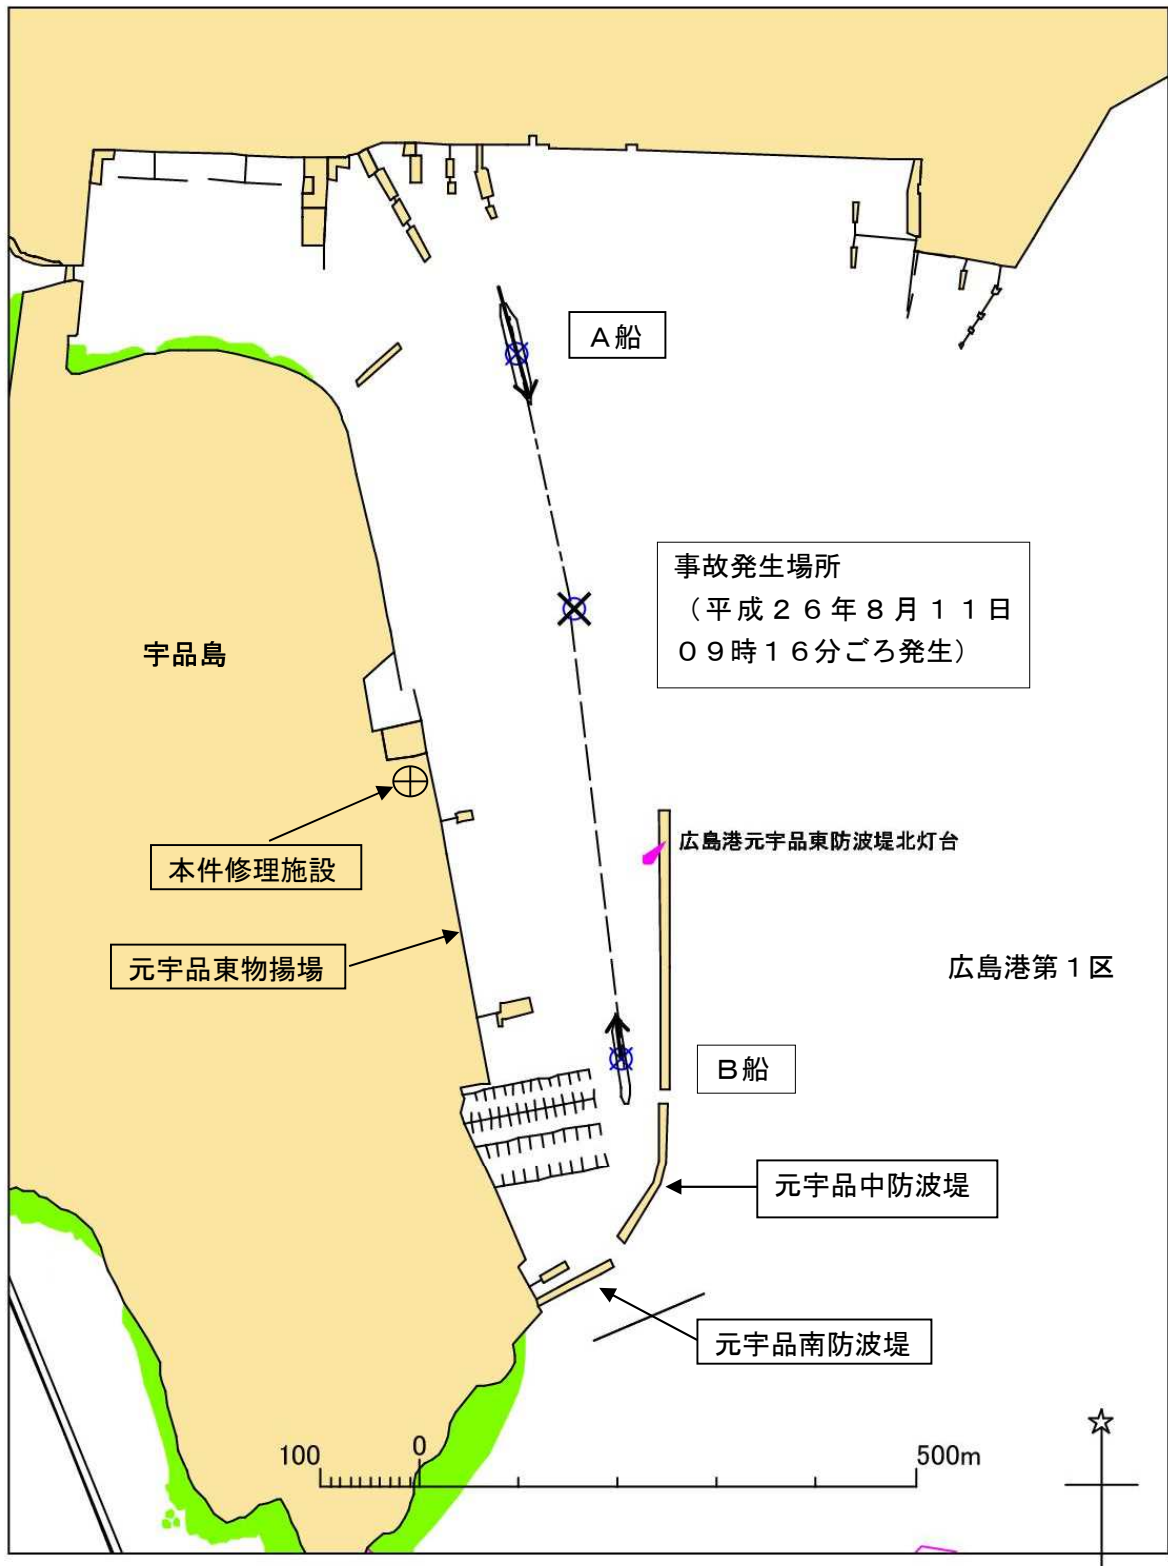 A船
事故発生場所
（平成２６年８月１１日
０９時１６分ごろ発生）
宇品島
広島港元宇品東防波堤北灯台
本件修理施設
元宇品東物揚場
広島港第１区
B船
元宇品中防波堤
元宇品南防波堤
100 0 500m